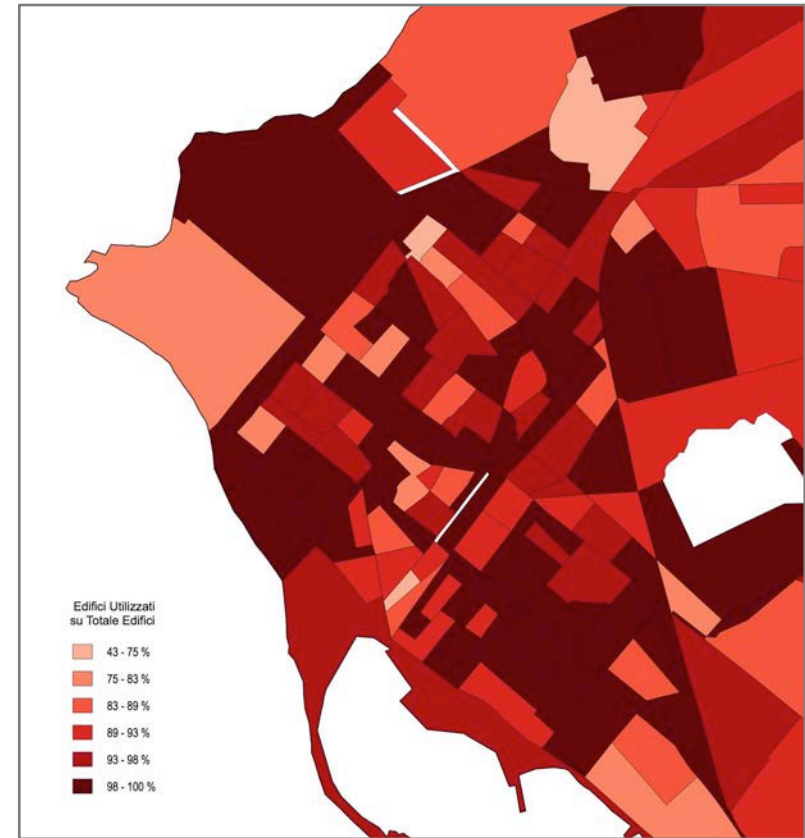 Edifici Utilizzati
su Totale Edifici
43 - 75 %
75 - 83 %
83 - 89 %
89 - 93 %
93 - 98 %
98 - 100 %